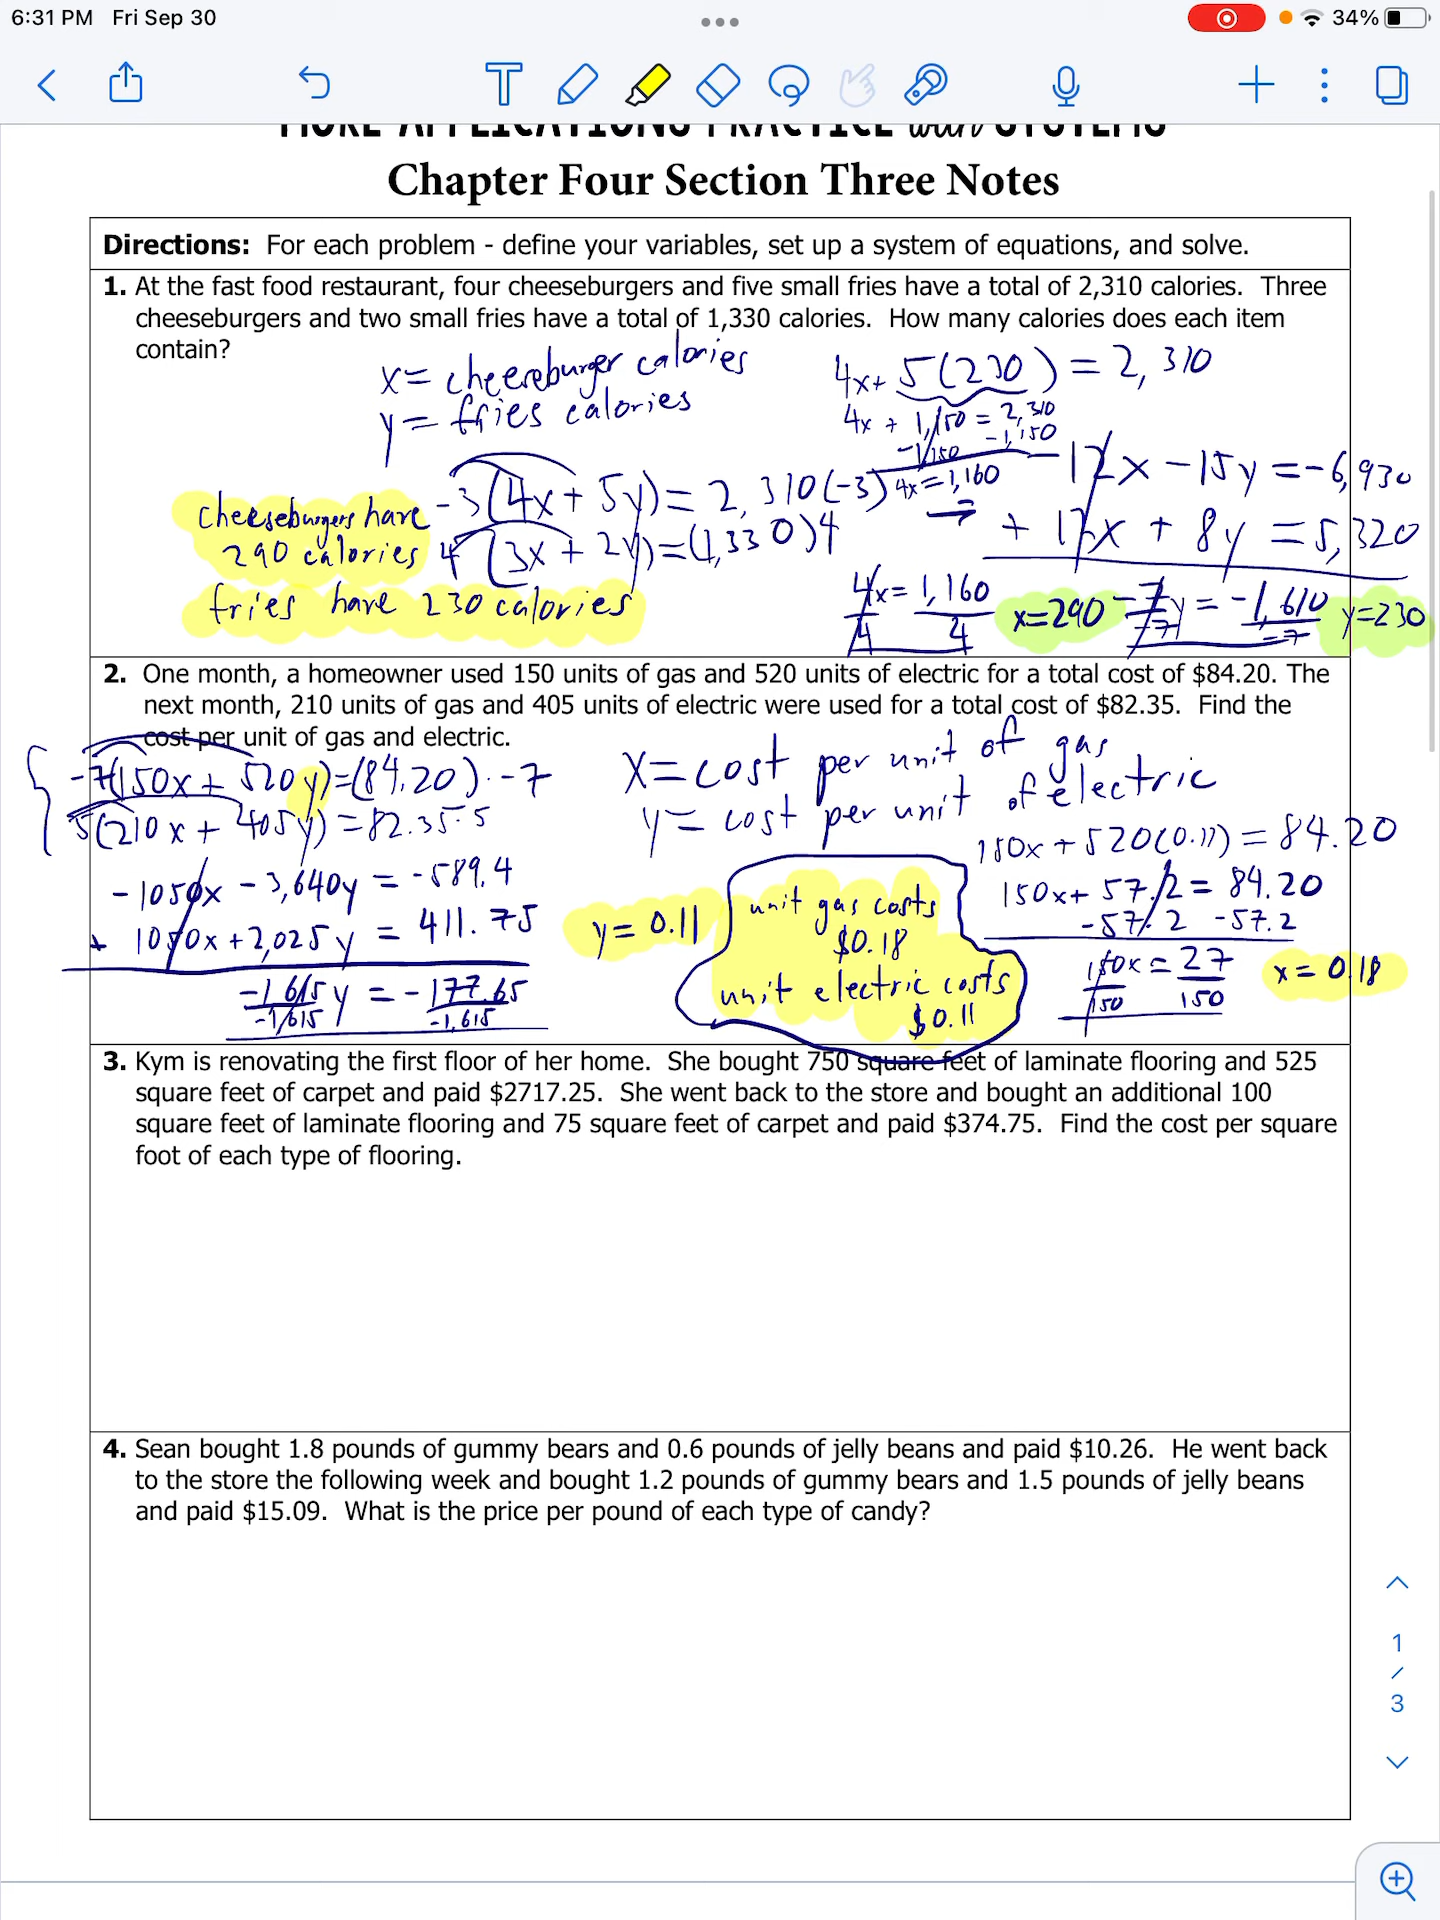 6:31 PM Fri Sep 30
34%
MORE APPLICATIONS PRACTICE with SYSTEMS
Chapter Four Section Three Notes
Directions: For each problem - define your variables, set up a system of equations, and solve.
1. At the fast food restaurant, four cheeseburgers and five small fries have a total of 2,310 calories. Three
cheeseburgers and two small fries have a total of 1,330 calories. How many calories does each item
contain?
x= cheeseburger calories
y= fries calories
4x+ 5(230) = 2,310
4x + 1,150 = 2,310
-1,150 -1,150
4x=1,160
-3(4x+5y)=2,310(-3)
4(3x+2y)=(1,330)4
-12x-15y=-6,930
+ 12x + 8y = 5,320
-7y = -1,610
-7 -7
y=230
4x= 1,160
4 4
x=290
cheeseburgers have
290 calories
fries have 230 calories
2. One month, a homeowner used 150 units of gas and 520 units of electric for a total cost of $84.20. The
next month, 210 units of gas and 405 units of electric were used for a total cost of $82.35. Find the
cost per unit of gas and electric.
x=cost per unit of gas
y= cost per unit of electric
-7(150x+520y)=(84.20).-7
5(210x+405y)=82.35.5
-1050x-3,640y=-589.4
+ 1050x+2,025y = 411.75
-1,615y = -177.65
-1,615 -1,615
y= 0.11
150x+520(0.11)=84.20
150x+57.2= 84.20
-57.2 -57.2
150x=27
150 150
x= 0.18
unit gas costs
$0.18
unit electric costs
$0.11
3. Kym is renovating the first floor of her home. She bought 750 square feet of laminate flooring and 525
square feet of carpet and paid $2717.25. She went back to the store and bought an additional 100
square feet of laminate flooring and 75 square feet of carpet and paid $374.75. Find the cost per square
foot of each type of flooring.
4. Sean bought 1.8 pounds of gummy bears and 0.6 pounds of jelly beans and paid $10.26. He went back
to the store the following week and bought 1.2 pounds of gummy bears and 1.5 pounds of jelly beans
and paid $15.09. What is the price per pound of each type of candy?
1
/
3